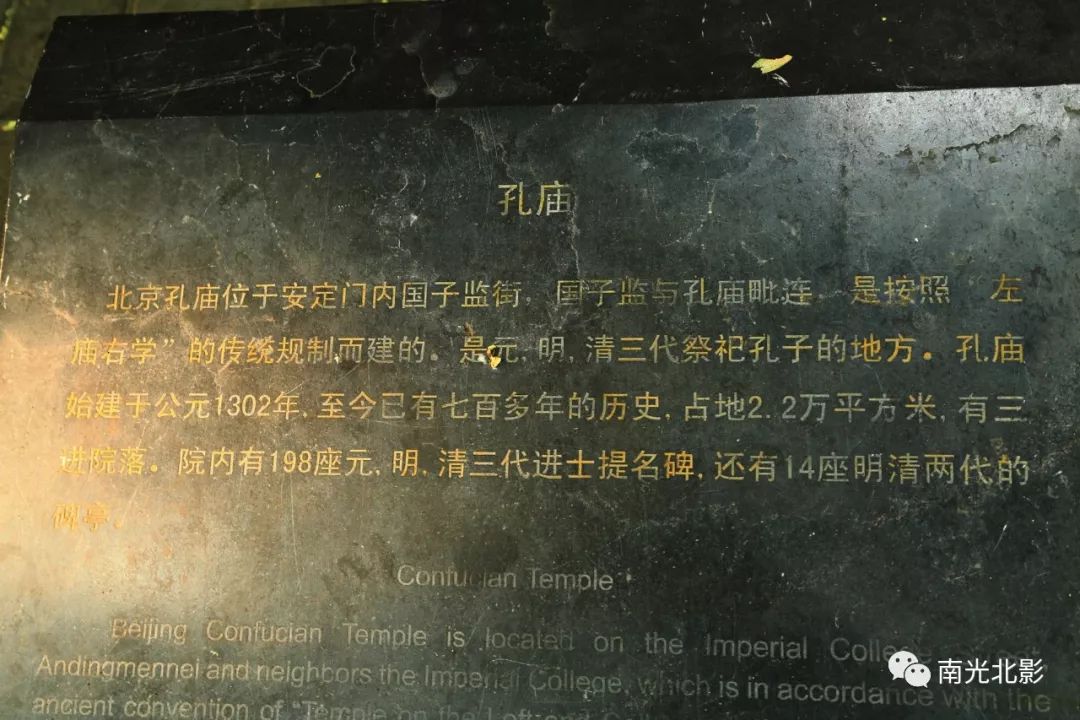 孔庙
北京孔庙位于安定门内国子监街，国子监与孔庙毗连，是按照“左
庙右学”的传统规制而建的。是元,明,清三代祭祀孔子的地方。孔庙
始建于公元1302年,至今已有七百多年的历史,占地2.2万平方米,有三
进院落。院内有198座元,明,清三代进士提名碑,还有14座明清两代的
碑亭。
Confucian Temple
Beijing Confucian Temple is located on the Imperial College
Andingmennei and neighbors the Imperial College, which is in accordance with the
ancient convention of "Temple on the Left and
南光北影